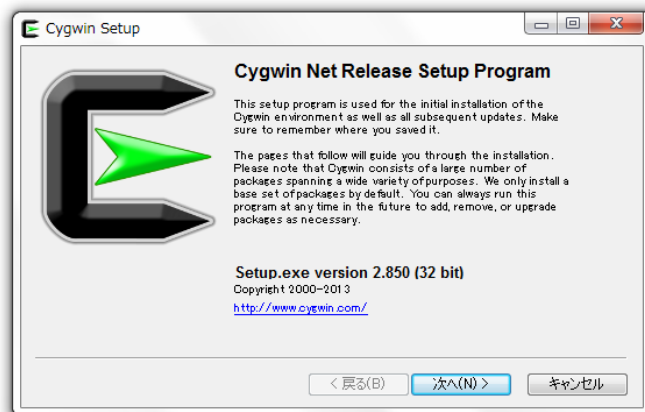 Cygwin Setup
Cygwin Net Release Setup Program
This setup program is used for the initial installation of the
Cygwin environment as well as all subsequent updates. Make
sure to remember where you saved it.
The pages that follow will guide you through the installation.
Please note that Cygwin consists of a large number of
packages spanning a wide variety of purposes. We only install a
base set of packages by default. You can always run this
program at any time in the future to add, remove, or upgrade
packages as necessary.
Setup.exe version 2.850 (32 bit)
Copyright 2000-2013
http://www.cygwin.com/
< 戻る(B) 次へ(N) > キャンセル